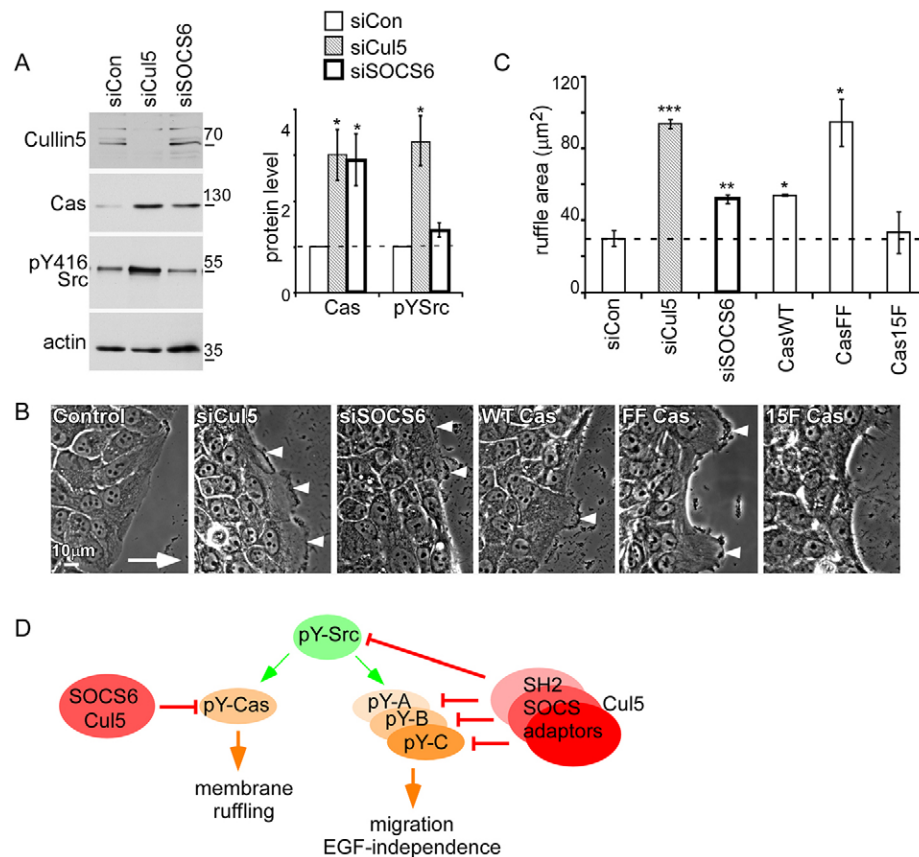 A
siCon
siCul5
siSOCS6
Cullin5
70
Cas
130
pY416
Src
55
actin
35
siCon
siCul5
siSOCS6
protein level
4
2
0
* * *
Cas
pYSrc
C
ruffle area (μm²)
120
90
60
30
0
***
**
*
*
siCon
siCul5
siSOCS6
CasWT
CasFF
Cas15F
B
Control
siCul5
siSOCS6
WT Cas
FF Cas
15F Cas
10μm
D
pY-Src
SOCS6
Cul5
pY-Cas
pY-A
pY-B
pY-C
SH2
SOCS
adaptors
Cul5
membrane
ruffling
migration
EGF-independence